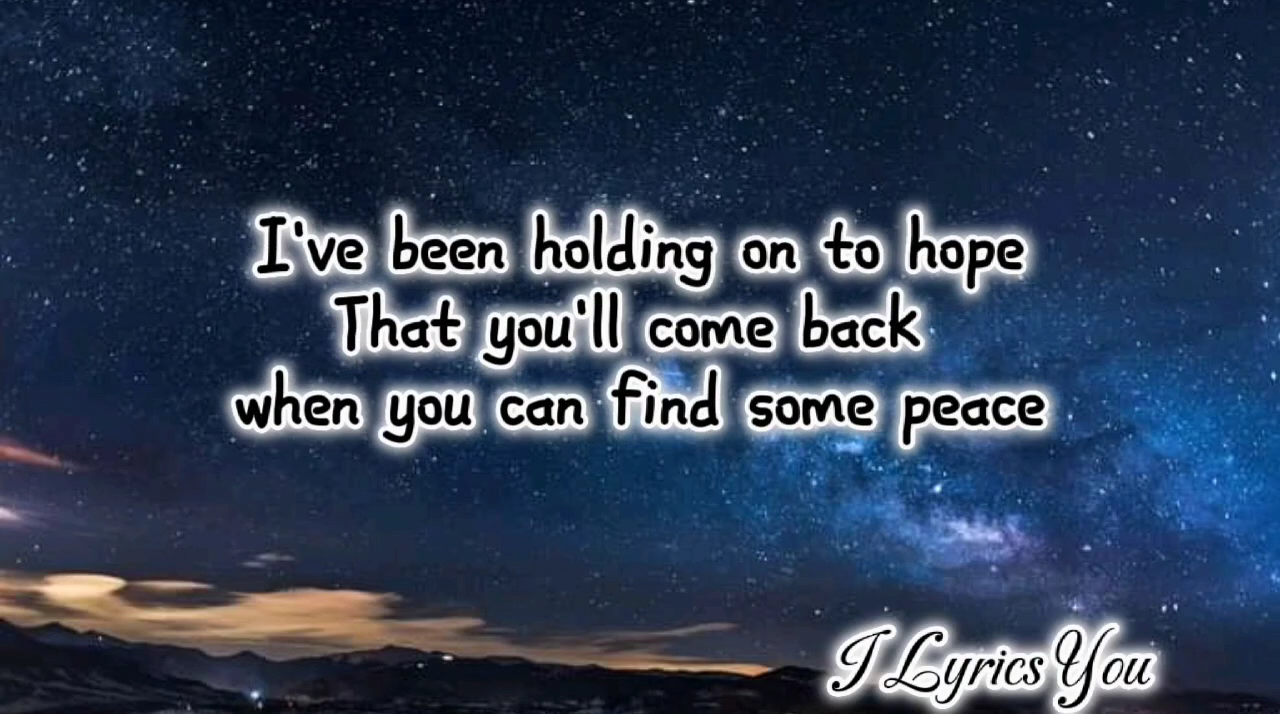 I've been holding on to hope
That you'll come back
when you can find some peace
I Lyrics You